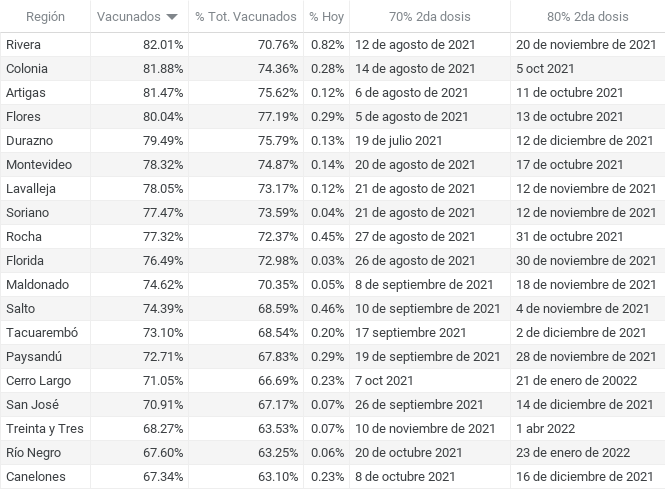 Región Vacunados % Tot. Vacunados % Hoy 70% 2da dosis 80% 2da dosis
Rivera 82.01% 70.76% 0.82% 12 de agosto de 2021 20 de noviembre de 2021
Colonia 81.88% 74.36% 0.28% 14 de agosto de 2021 5 oct 2021
Artigas 81.47% 75.62% 0.12% 6 de agosto de 2021 11 de octubre de 2021
Flores 80.04% 77.19% 0.29% 5 de agosto de 2021 13 de octubre de 2021
Durazno 79.49% 75.79% 0.13% 19 de julio 2021 12 de diciembre de 2021
Montevideo 78.32% 74.87% 0.14% 20 de agosto de 2021 17 de octubre de 2021
Lavalleja 78.05% 73.17% 0.12% 21 de agosto de 2021 12 de noviembre de 2021
Soriano 77.47% 73.59% 0.04% 21 de agosto de 2021 12 de noviembre de 2021
Rocha 77.32% 72.37% 0.45% 27 de agosto de 2021 31 de octubre de 2021
Florida 76.49% 72.98% 0.03% 26 de agosto de 2021 30 de noviembre de 2021
Maldonado 74.62% 70.35% 0.05% 8 de septiembre de 2021 18 de noviembre de 2021
Salto 74.39% 68.59% 0.46% 10 de septiembre de 2021 4 de noviembre de 2021
Tacuarembó 73.10% 68.54% 0.20% 17 septiembre de 2021 2 de diciembre de 2021
Paysandú 72.71% 67.83% 0.29% 19 de septiembre de 2021 28 de noviembre de 2021
Cerro Largo 71.05% 66.69% 0.23% 7 oct 2021 21 de enero de 20022
San José 70.91% 67.17% 0.07% 26 de septiembre de 2021 14 de diciembre de 2021
Treinta y Tres 68.27% 63.53% 0.07% 10 de noviembre de 2021 1 abr 2022
Río Negro 67.60% 63.25% 0.06% 20 de octubre de 2021 23 de enero de 2022
Canelones 67.34% 63.10% 0.23% 8 de octubre de 2021 16 de diciembre de 2021